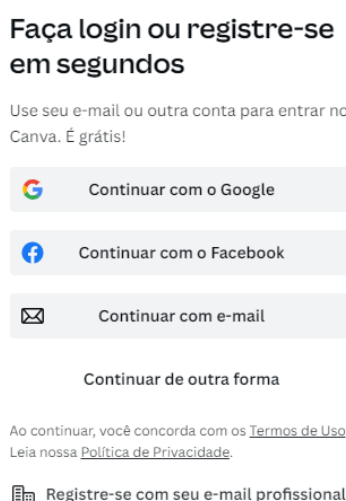 Faça login ou registre-se
em segundos
Use seu e-mail ou outra conta para entrar no
Canva. É grátis!
Continuar com o Google
Continuar com o Facebook
Continuar com e-mail
Continuar de outra forma
Ao continuar, você concorda com os Termos de Uso
Leia nossa Política de Privacidade.
Registre-se com seu e-mail profissional